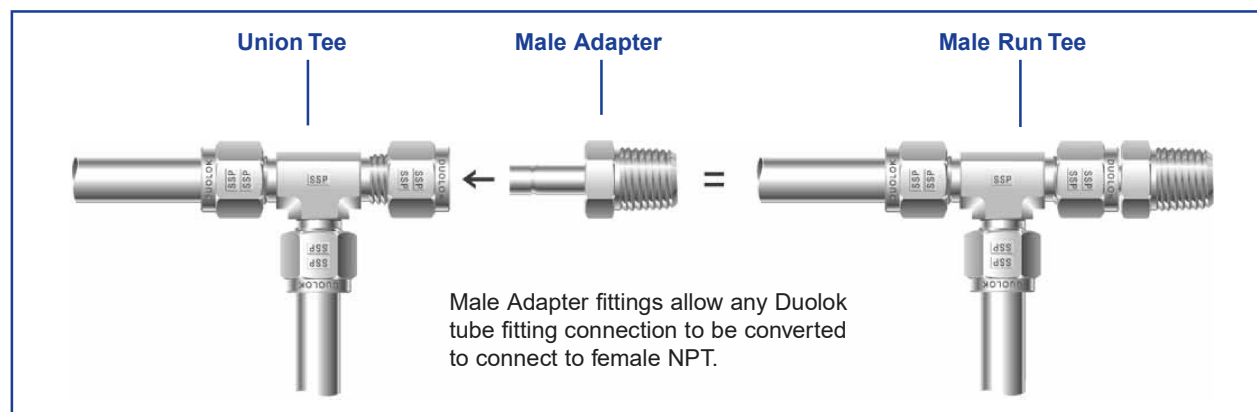 Union Tee
Male Adapter
Male Run Tee
DUOLOK
SSP
SSP
SSP
SSP
SSP
DUOLOK
SSP
SSP
DUOLOK
=
DUOLOK
SSP
SSP
SSP
SSP
SSP
DUOLOK
SSP
SSP
DUOLOK
Male Adapter fittings allow any Duolok
tube fitting connection to be converted
to connect to female NPT.